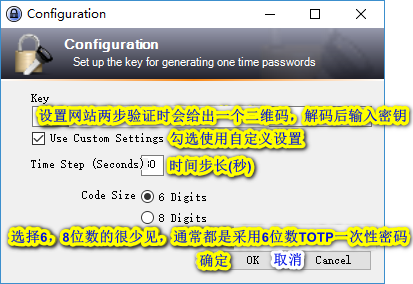 Configuration
Configuration
Set up the key for generating one time passwords
Key
设置网站两步验证时会给出一个二维码，解码后输入密钥
Use Custom Settings 勾选使用自定义设置
Time Step (Seconds) 时间步长(秒)
Code Size 6 Digits
8 Digits
选择6，8位数的很少见，通常都是采用6位数TOTP一次性密码
确定 OK 取消 Cancel